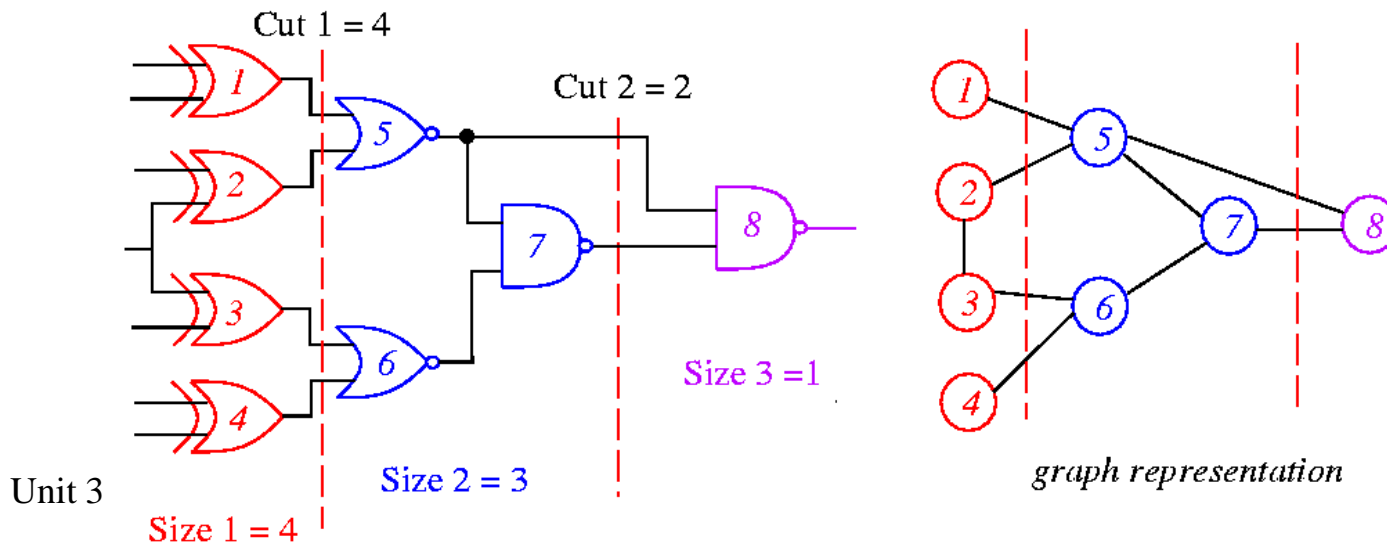 Cut 1 = 4
Cut 2 = 2
1
2
3
4
5
6
7
8
Size 3 =1
Size 2 = 3
Unit 3
Size 1 = 4
1
2
3
4
5
6
7
8
graph representation